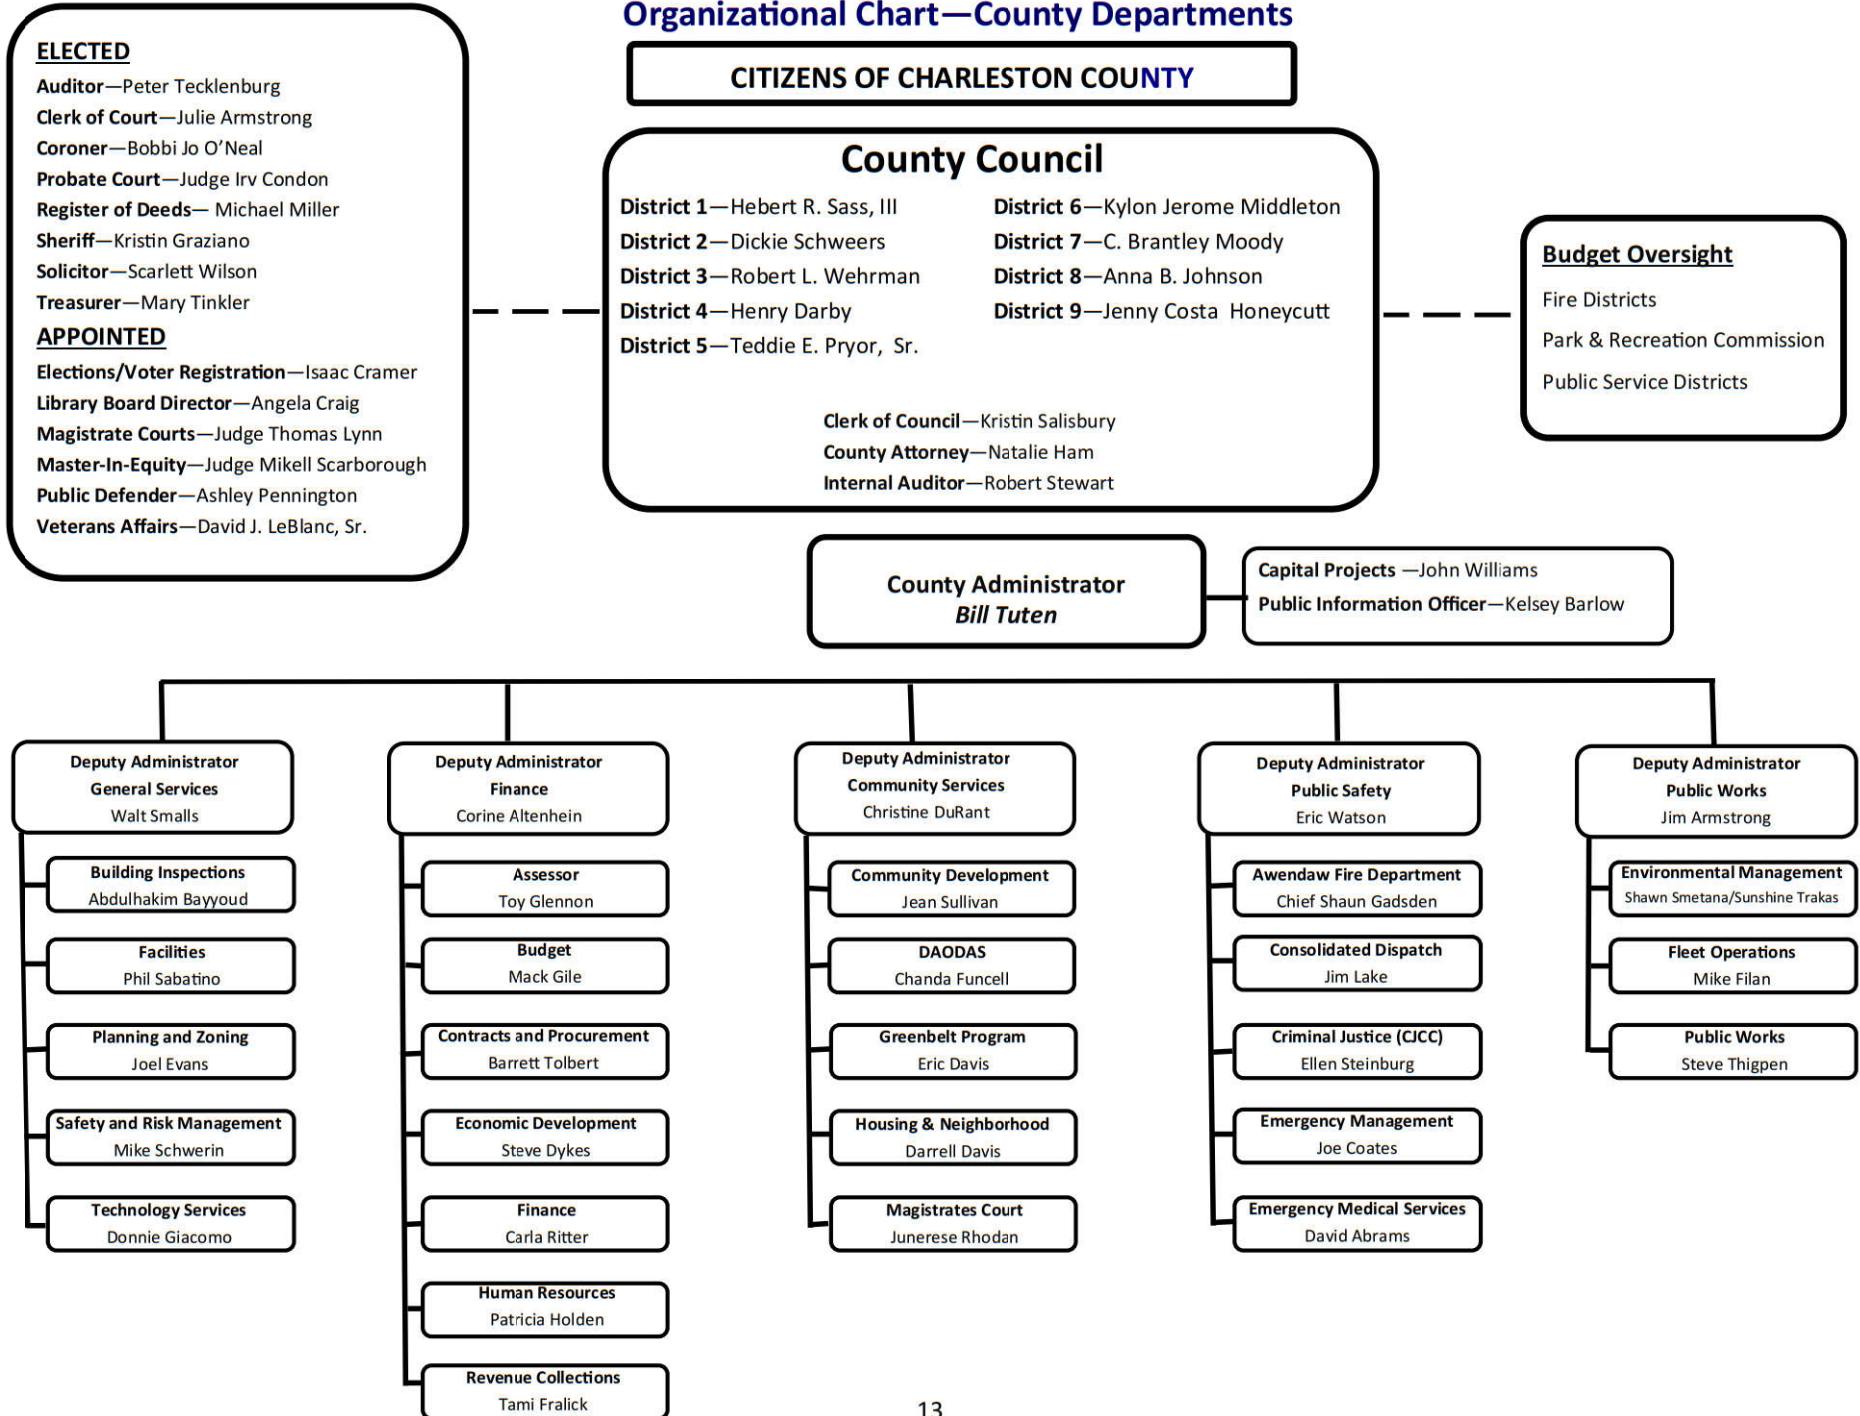 Organizational Chart—County Departments
CITIZENS OF CHARLESTON COUNTY
ELECTED
Auditor—Peter Tecklenburg
Clerk of Court—Julie Armstrong
Coroner—Bobbi Jo O’Neal
Probate Court—Judge Irv Condon
Register of Deeds— Michael Miller
Sheriff—Kristin Graziano
Solicitor—Scarlett Wilson
Treasurer—Mary Tinkler
APPOINTED
Elections/Voter Registration—Isaac Cramer
Library Board Director—Angela Craig
Magistrate Courts—Judge Thomas Lynn
Master-In-Equity—Judge Mikell Scarborough
Public Defender—Ashley Pennington
Veterans Affairs—David J. LeBlanc, Sr.
County Council
District 1—Hebert R. Sass, III
District 2—Dickie Schweers
District 3—Robert L. Wehrman
District 4—Henry Darby
District 5—Teddie E. Pryor, Sr.
District 6—Kylon Jerome Middleton
District 7—C. Brantley Moody
District 8—Anna B. Johnson
District 9—Jenny Costa Honeycutt
Clerk of Council—Kristin Salisbury
County Attorney—Natalie Ham
Internal Auditor—Robert Stewart
Budget Oversight
Fire Districts
Park & Recreation Commission
Public Service Districts
County Administrator
Bill Tuten
Capital Projects —John Williams
Public Information Officer—Kelsey Barlow
Deputy Administrator
General Services
Walt Smalls
Building Inspections
Abdulhakim Bayyoud
Facilities
Phil Sabatino
Planning and Zoning
Joel Evans
Safety and Risk Management
Mike Schwerin
Technology Services
Donnie Giacomo
Deputy Administrator
Finance
Corine Altenhein
Assessor
Toy Glennon
Budget
Mack Gile
Contracts and Procurement
Barrett Tolbert
Economic Development
Steve Dykes
Finance
Carla Ritter
Human Resources
Patricia Holden
Revenue Collections
Tami Fralick
Deputy Administrator
Community Services
Christine DuRant
Community Development
Jean Sullivan
DAODAS
Chanda Funcell
Greenbelt Program
Eric Davis
Housing & Neighborhood
Darrell Davis
Magistrates Court
Junerese Rhodan
Deputy Administrator
Public Safety
Eric Watson
Awendaw Fire Department
Chief Shaun Gadsden
Consolidated Dispatch
Jim Lake
Criminal Justice (CJCC)
Ellen Steinburg
Emergency Management
Joe Coates
Emergency Medical Services
David Abrams
Deputy Administrator
Public Works
Jim Armstrong
Environmental Management
Shawn Smetana/Sunshine Trakas
Fleet Operations
Mike Filan
Public Works
Steve Thigpen
13